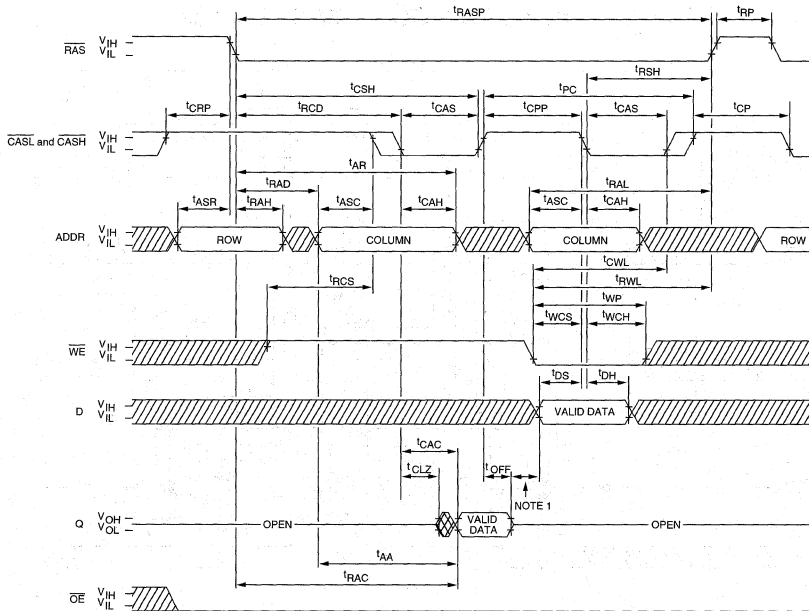 tRASP tRP
RAS VIH VIL
tRSH
tCSH tPC
tCRP tRCD tCAS tCPP tCAS tCP
CASL and CASH VIH VIL
tAR
tRAD tRAL
tASR tRAH tASC tCAH tASC tCAH
ADDR VIH VIL ROW COLUMN COLUMN ROW
tCWL
tRCS tRWL
tWP
tWCS tWCH
WE VIH VIL
tDS tDH
D VIH VIL VALID DATA
tCAC
tCLZ tOFF
NOTE 1
Q VOH VOL OPEN VALID DATA OPEN
tAA
tRAC
OE VIH VIL